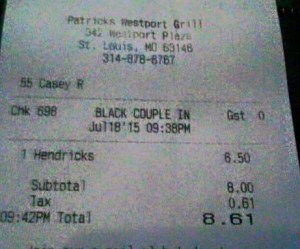 Patricks Westport Grill
342 Westport Plaza
St. Louis, MO 63146
314-878-6767
55 Casey R
Chk 698 BLACK COUPLE IN Gst 0
Jul18'15 09:38PM
1 Hendricks 6.50
Subtotal 8.00
Tax 0.61
09:42PM Total 8.61